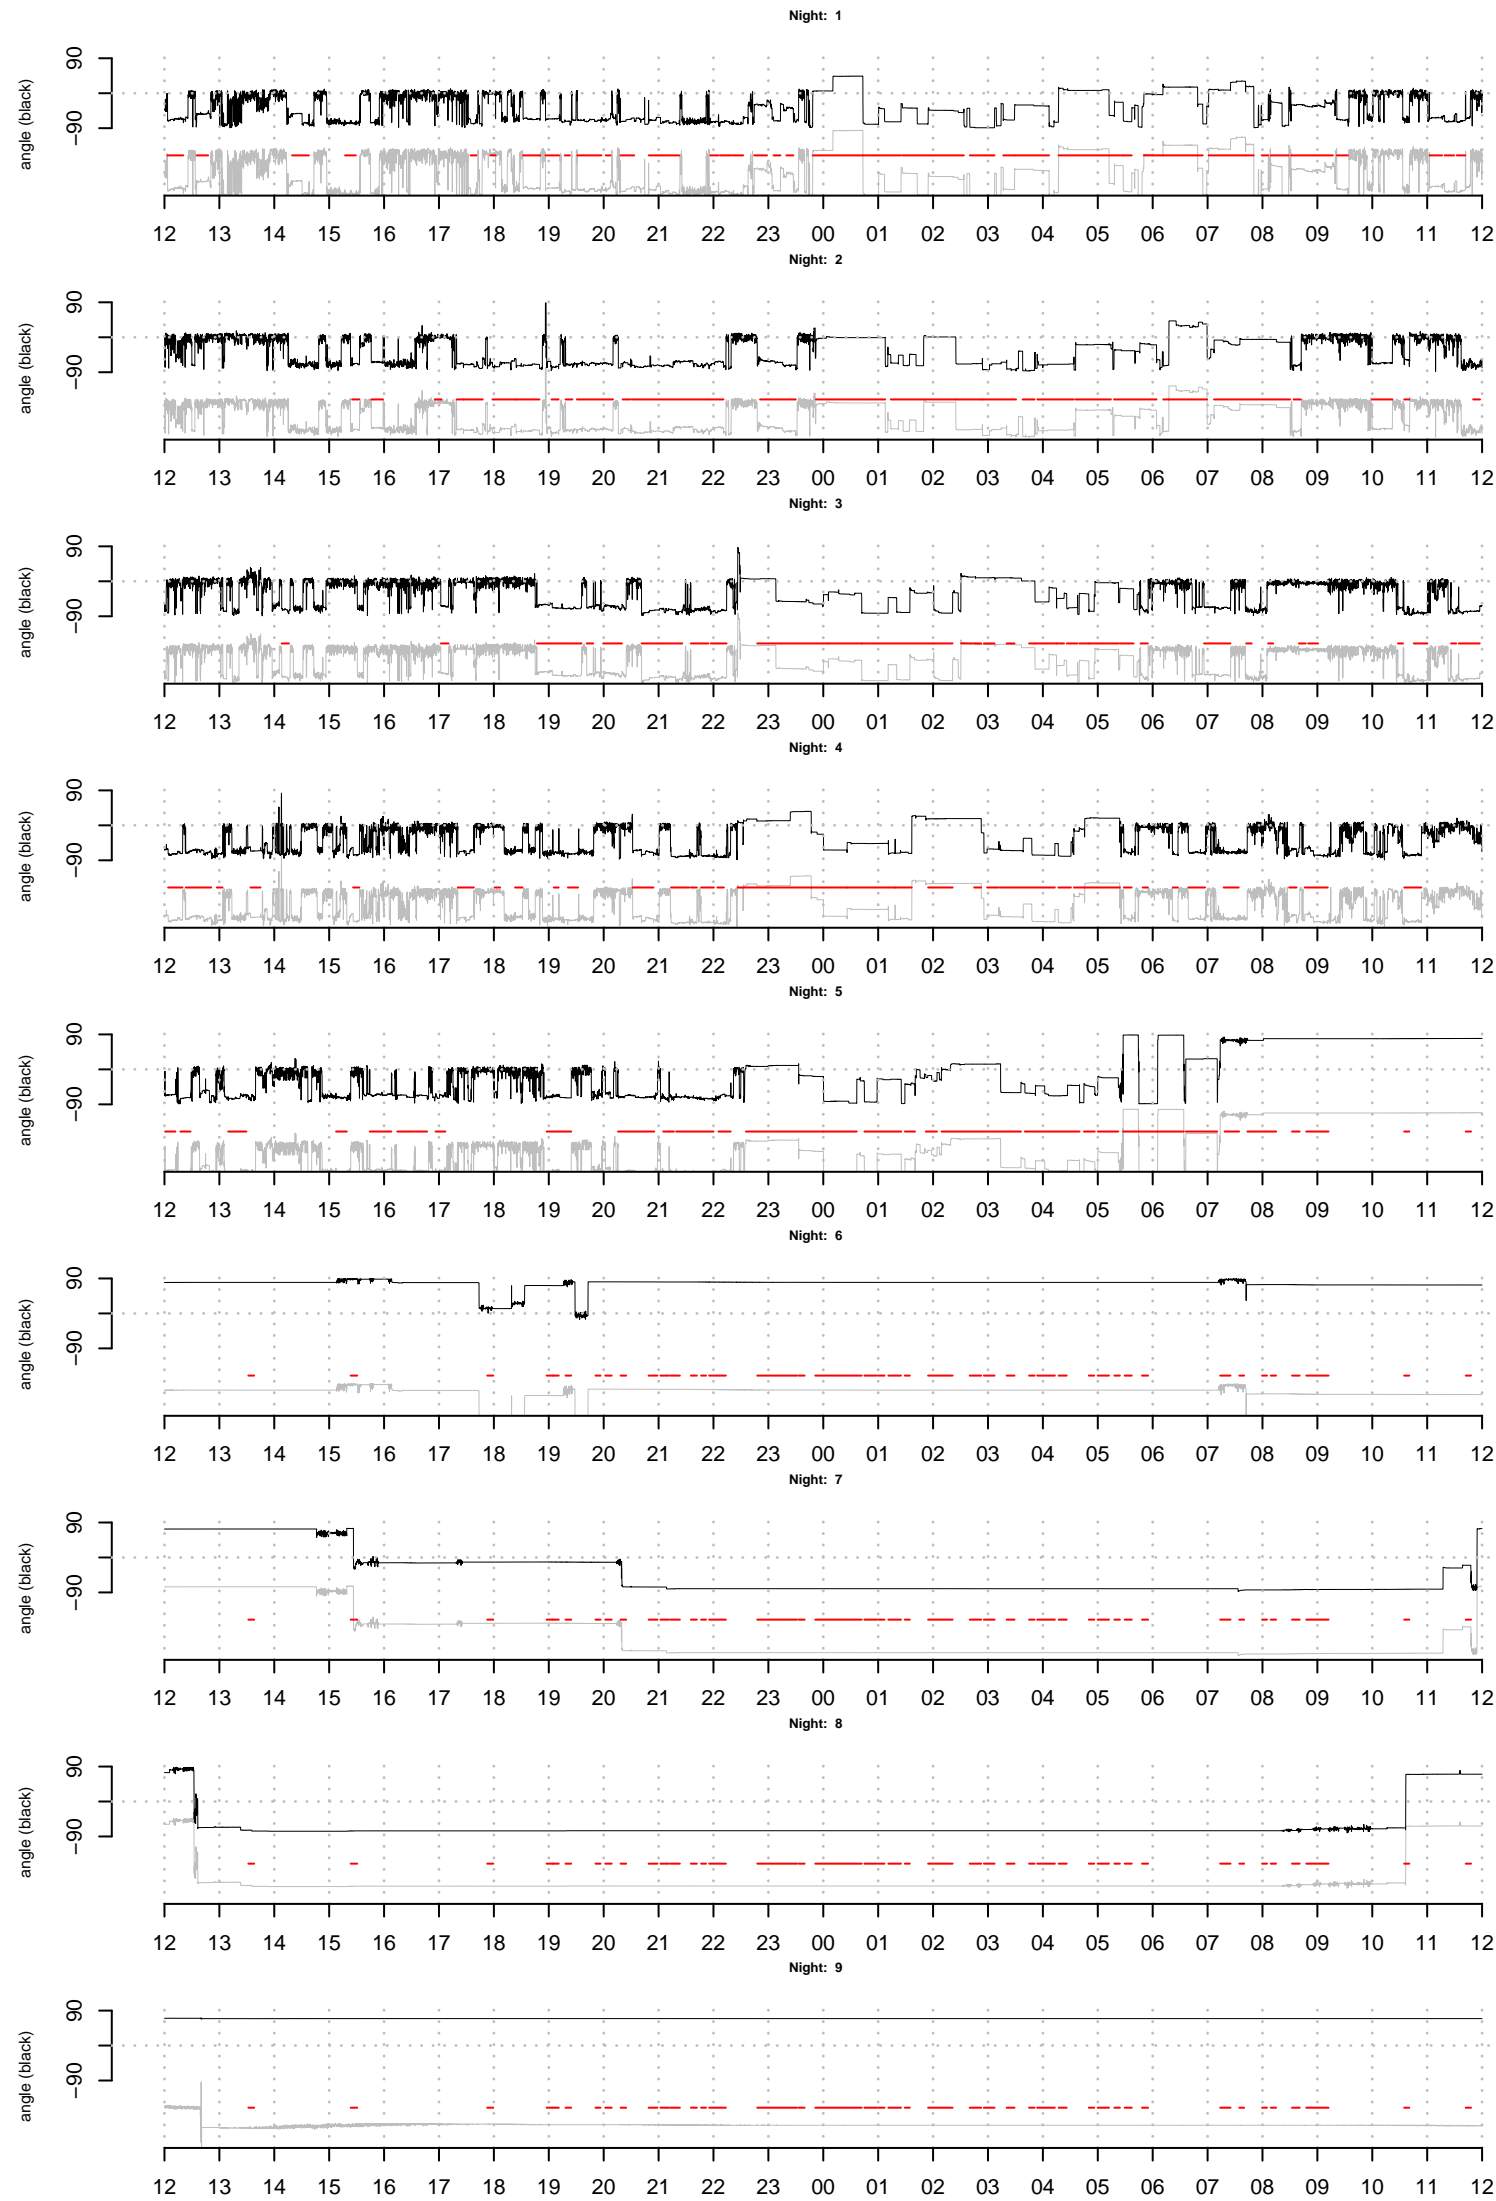 Night: 1
90
-90
angle (black)
12 13 14 15 16 17 18 19 20 21 22 23 00 01 02 03 04 05 06 07 08 09 10 11 12
Night: 2
90
-90
angle (black)
12 13 14 15 16 17 18 19 20 21 22 23 00 01 02 03 04 05 06 07 08 09 10 11 12
Night: 3
90
-90
angle (black)
12 13 14 15 16 17 18 19 20 21 22 23 00 01 02 03 04 05 06 07 08 09 10 11 12
Night: 4
90
-90
angle (black)
12 13 14 15 16 17 18 19 20 21 22 23 00 01 02 03 04 05 06 07 08 09 10 11 12
Night: 5
90
-90
angle (black)
12 13 14 15 16 17 18 19 20 21 22 23 00 01 02 03 04 05 06 07 08 09 10 11 12
Night: 6
90
-90
angle (black)
12 13 14 15 16 17 18 19 20 21 22 23 00 01 02 03 04 05 06 07 08 09 10 11 12
Night: 7
90
-90
angle (black)
12 13 14 15 16 17 18 19 20 21 22 23 00 01 02 03 04 05 06 07 08 09 10 11 12
Night: 8
90
-90
angle (black)
12 13 14 15 16 17 18 19 20 21 22 23 00 01 02 03 04 05 06 07 08 09 10 11 12
Night: 9
90
-90
angle (black)
12 13 14 15 16 17 18 19 20 21 22 23 00 01 02 03 04 05 06 07 08 09 10 11 12